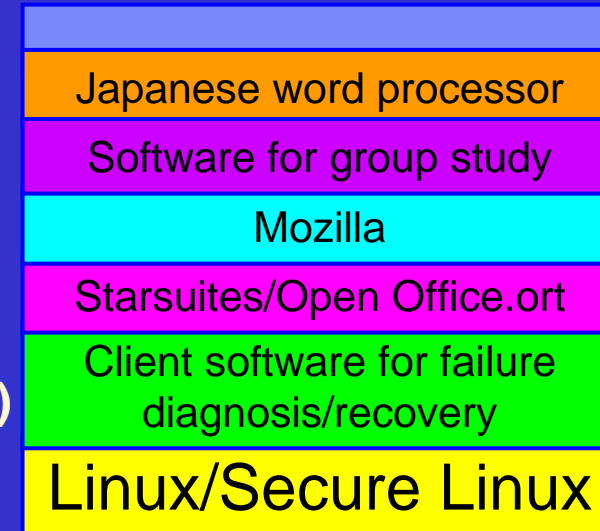 Japanese word processor
Software for group study
Mozilla
Starsuites/Open Office.ort
Client software for failure
diagnosis/recovery
)
Linux/Secure Linux